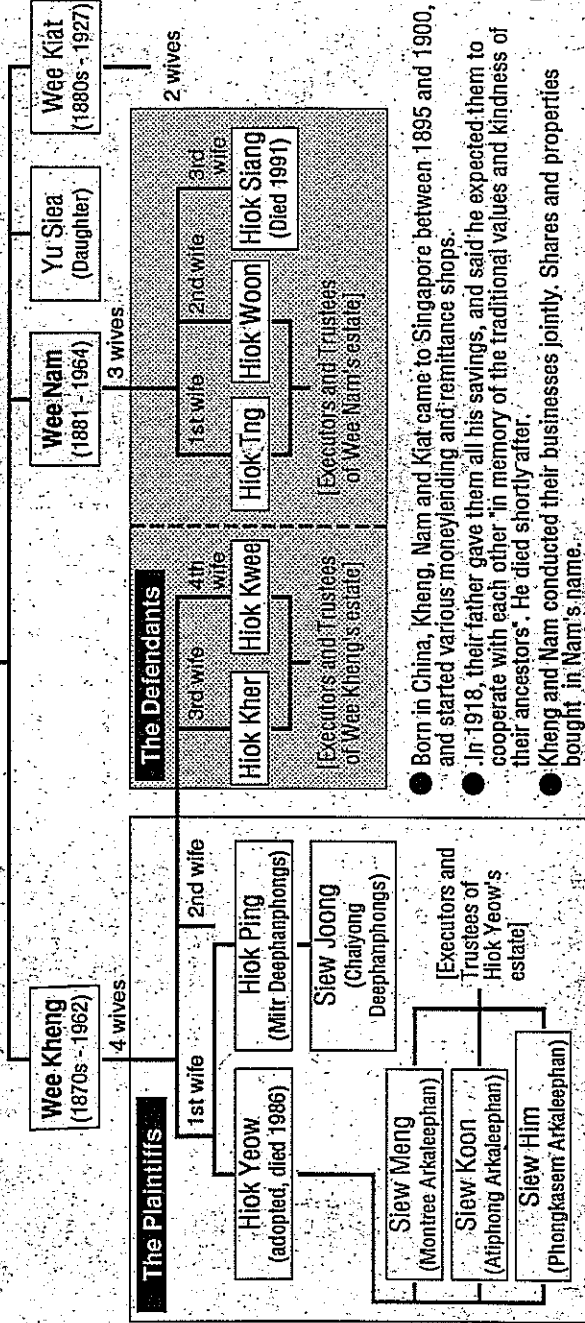 Wee Kheng
(1870s - 1962)
Wee Nam
(1881 - 1964)
Yu Siea
(Daughter)
Wee Kiat
(1880s - 1927)
4 wives
3 wives
2 wives
The Plaintiffs
1st wife
2nd wife
Hiok Yeow
(adopted, died 1986)
Hiok Ping
(Mitr Deephanphongs)
Siew Joong
(Chaiyong
Deephanphongs)
Siew Meng
(Montree Arkaleephan)
Siew Koon
(Atiphong Arkaleephan)
Siew Him
(Phongkasem Arkaleephan)
[Executors and
Trustees of
Hiok Yeow's
estate]
The Defendants
3rd wife
4th
wife
Hiok Kher
Hiok Kwee
[Executors and Trustees
of Wee Kheng's estate]
1st wife
2nd wife
3rd
wife
Hiok Tng
Hiok Woon
Hiok Siang
(Died 1991)
[Executors and Trustees
of Wee Nam's estate]
● Born in China, Kheng, Nam and Kiat came to Singapore between 1895 and 1900,
and started various moneylending and remittance shops.
● In 1918, their father gave them all his savings, and said he expected them to
cooperate with each other "in memory of the traditional values and kindness of
their ancestors". He died shortly after.
● Kheng and Nam conducted their businesses jointly. Shares and properties
bought in Nam's name.